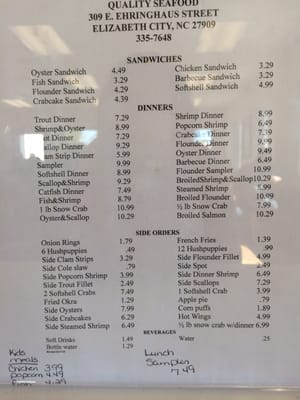 QUALITY SEAFOOD
309 E. EHRINGHAUS STREET
ELIZABETH CITY, NC 27909
335-7648
SANDWICHES
Oyster Sandwich 4.49
Fish Sandwich 3.29
Flounder Sandwich 4.29
Crabcake Sandwich 4.39
Chicken Sandwich 3.29
Barbecue Sandwich 3.29
Softshell Sandwich 4.99
DINNERS
Trout Dinner 7.29
Shrimp&Oyster 8.99
Dinner 7.29
Dinner 9.29
Strip Dinner 5.99
Sampler 9.99
Softshell Dinner 8.99
Scallop&Shrimp 9.29
Catfish Dinner 7.49
Fish&Shrimp 8.79
1 lb Snow Crab 10.99
Oyster&Scallop 10.29
Shrimp Dinner 8.99
Popcorn Shrimp 6.49
Crabcake Dinner 7.39
Flounder Dinner 9.99
Oyster Dinner 9.49
Barbecue Dinner 6.49
Flounder Sampler 10.99
BroiledShrimp&Scallop 10.29
Steamed Shrimp 8.99
Broiled Flounder 10.99
½ lb Snow Crab 7.99
Broiled Salmon 10.29
SIDE ORDERS
Onion Rings 1.79
6 Hushpuppies .49
Side Clam Strips 3.29
Side Cole slaw .79
Side Popcorn Shrimp 3.99
Side Trout Fillet 2.49
2 Softshell Crabs 7.49
Fried Okra 1.29
Side Oysters 7.99
Side Crabcakes 6.29
Side Steamed Shrimp 6.49
French Fries 1.39
12 Hushpuppies .99
Side Flounder Fillet 4.99
Side Spot 2.49
Side Dinner Shrimp 6.49
Side Scallops 7.29
1 Softshell Crab 3.99
Apple pie .79
Corn puffs 1.89
Hot Wings 4.99
½ lb snow crab w/dinner 6.99
BEVERAGES
Soft Drinks 1.49
Bottle water 1.29
Water .25
Kids
meals
Chicken 3.99
popcorn 4.49
4.29
Lunch
Sampler
7.49